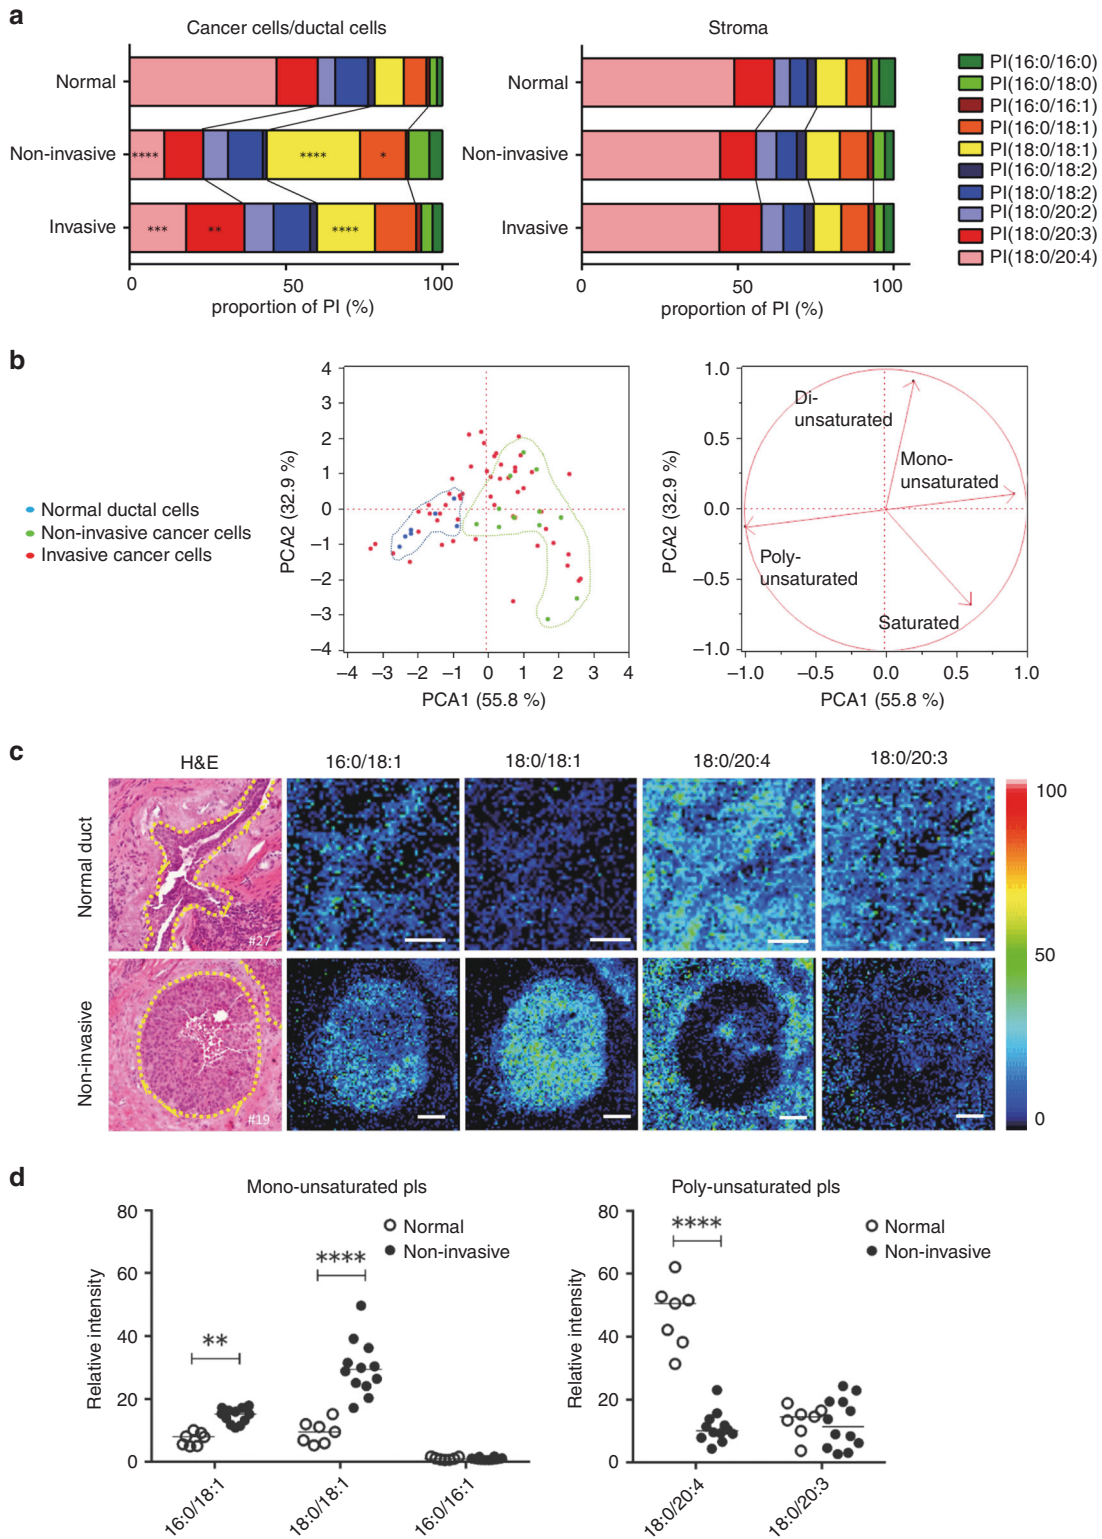 a
Cancer cells/ductal cells
Stroma
Normal
Non-invasive
****
****
*
Invasive
***
**
****
0
50
100
proportion of PI (%)
Normal
Non-invasive
Invasive
0
50
100
proportion of PI (%)
PI(16:0/16:0)
PI(16:0/18:0)
PI(16:0/16:1)
PI(16:0/18:1)
PI(18:0/18:1)
PI(16:0/18:2)
PI(18:0/18:2)
PI(18:0/20:2)
PI(18:0/20:3)
PI(18:0/20:4)
b
Normal ductal cells
Non-invasive cancer cells
Invasive cancer cells
PCA2 (32.9 %)
4
3
2
1
0
–1
–2
–3
–4
–4 –3 –2 –1 0 1 2 3 4
PCA1 (55.8 %)
PCA2 (32.9 %)
1.0
0.5
0.0
–0.5
–1.0
Di-
unsaturated
Mono-
unsaturated
Poly-
unsaturated
Saturated
–1.0 –0.5 0.0 0.5 1.0
PCA1 (55.8 %)
c
H&E
16:0/18:1
18:0/18:1
18:0/20:4
18:0/20:3
Normal duct
#27
Non-invasive
#19
100
50
0
d
Mono-unsaturated pls
Relative intensity
80
60
40
20
0
Normal
Non-invasive
**
****
16:0/18:1
18:0/18:1
16:0/16:1
Poly-unsaturated pls
Relative intensity
80
60
40
20
0
Normal
Non-invasive
****
18:0/20:4
18:0/20:3